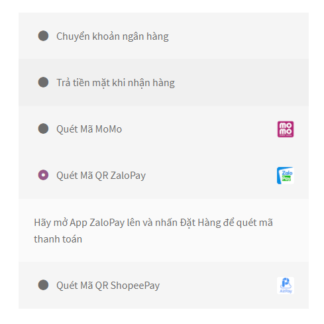 Chuyển khoản ngân hàng
Trả tiền mặt khi nhận hàng
Quét Mã MoMo
mo
mo
Quét Mã QR ZaloPay
Zalo
Hãy mở App ZaloPay lên và nhấn Đặt Hàng để quét mã
thanh toán
Quét Mã QR ShopeePay